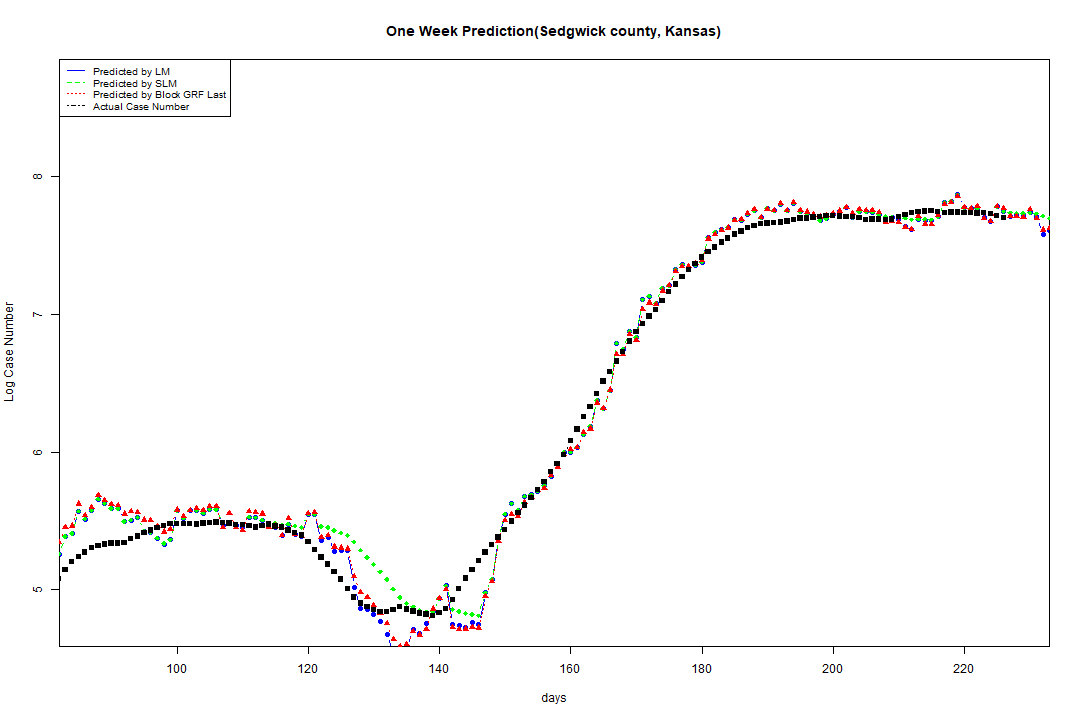 One Week Prediction(Sedgwick county, Kansas)
Predicted by LM
Predicted by SLM
Predicted by Block GRF Last
Actual Case Number
8
7
6
5
Log Case Number
100 120 140 160 180 200 220
days